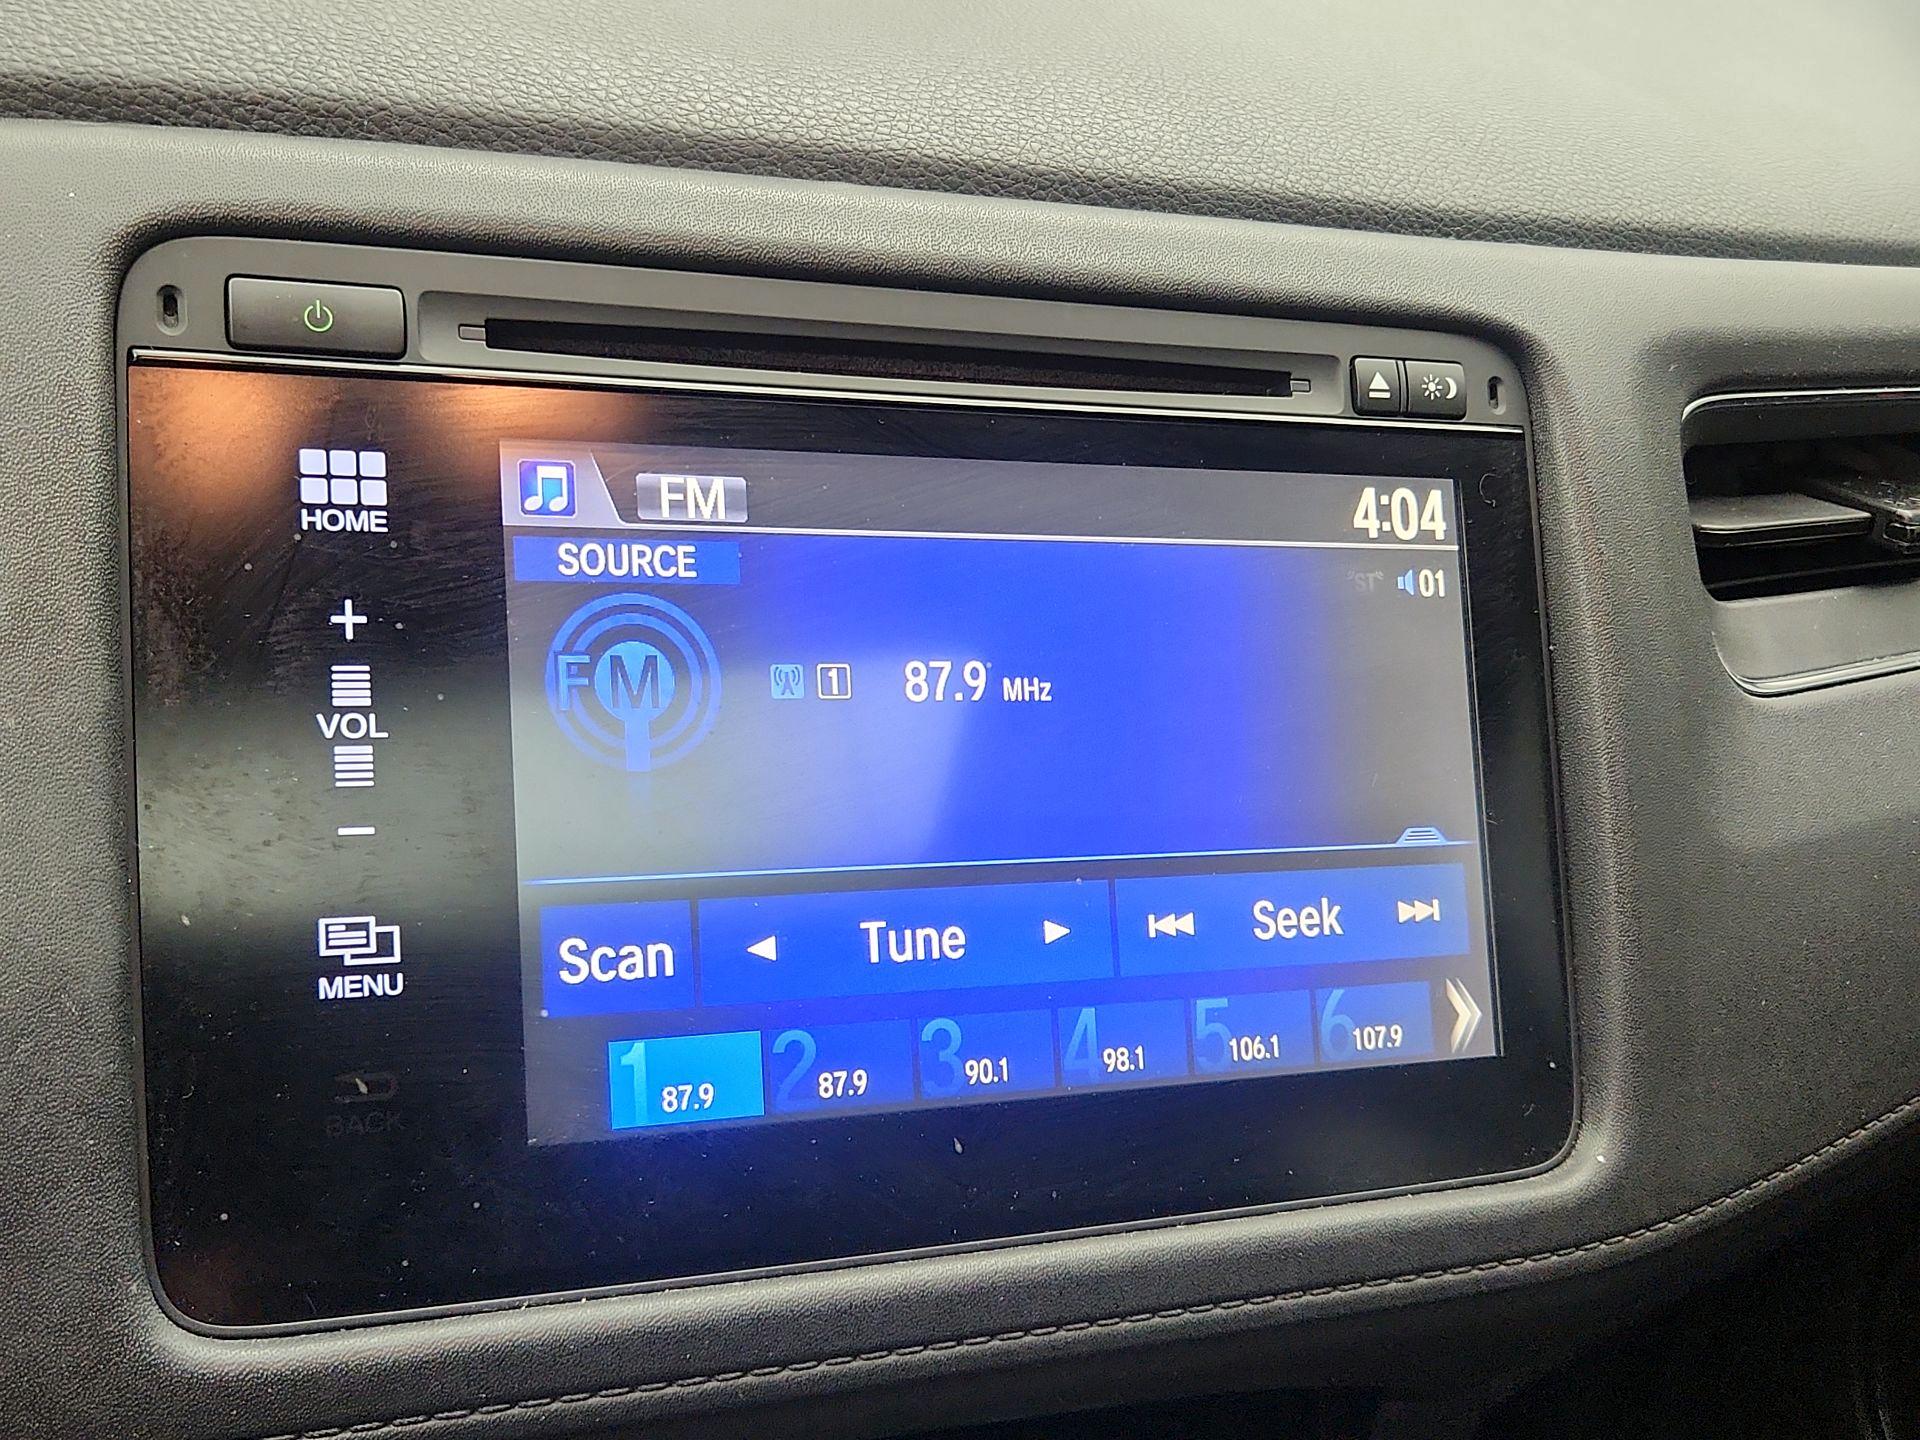 HOME
VOL
MENU
BACK
FM
4:04
SOURCE
"ST"
01
FM
1
87.9 MHz
Scan
Tune
Seek
1 87.9
2 87.9
3 90.1
4 98.1
5 106.1
6 107.9